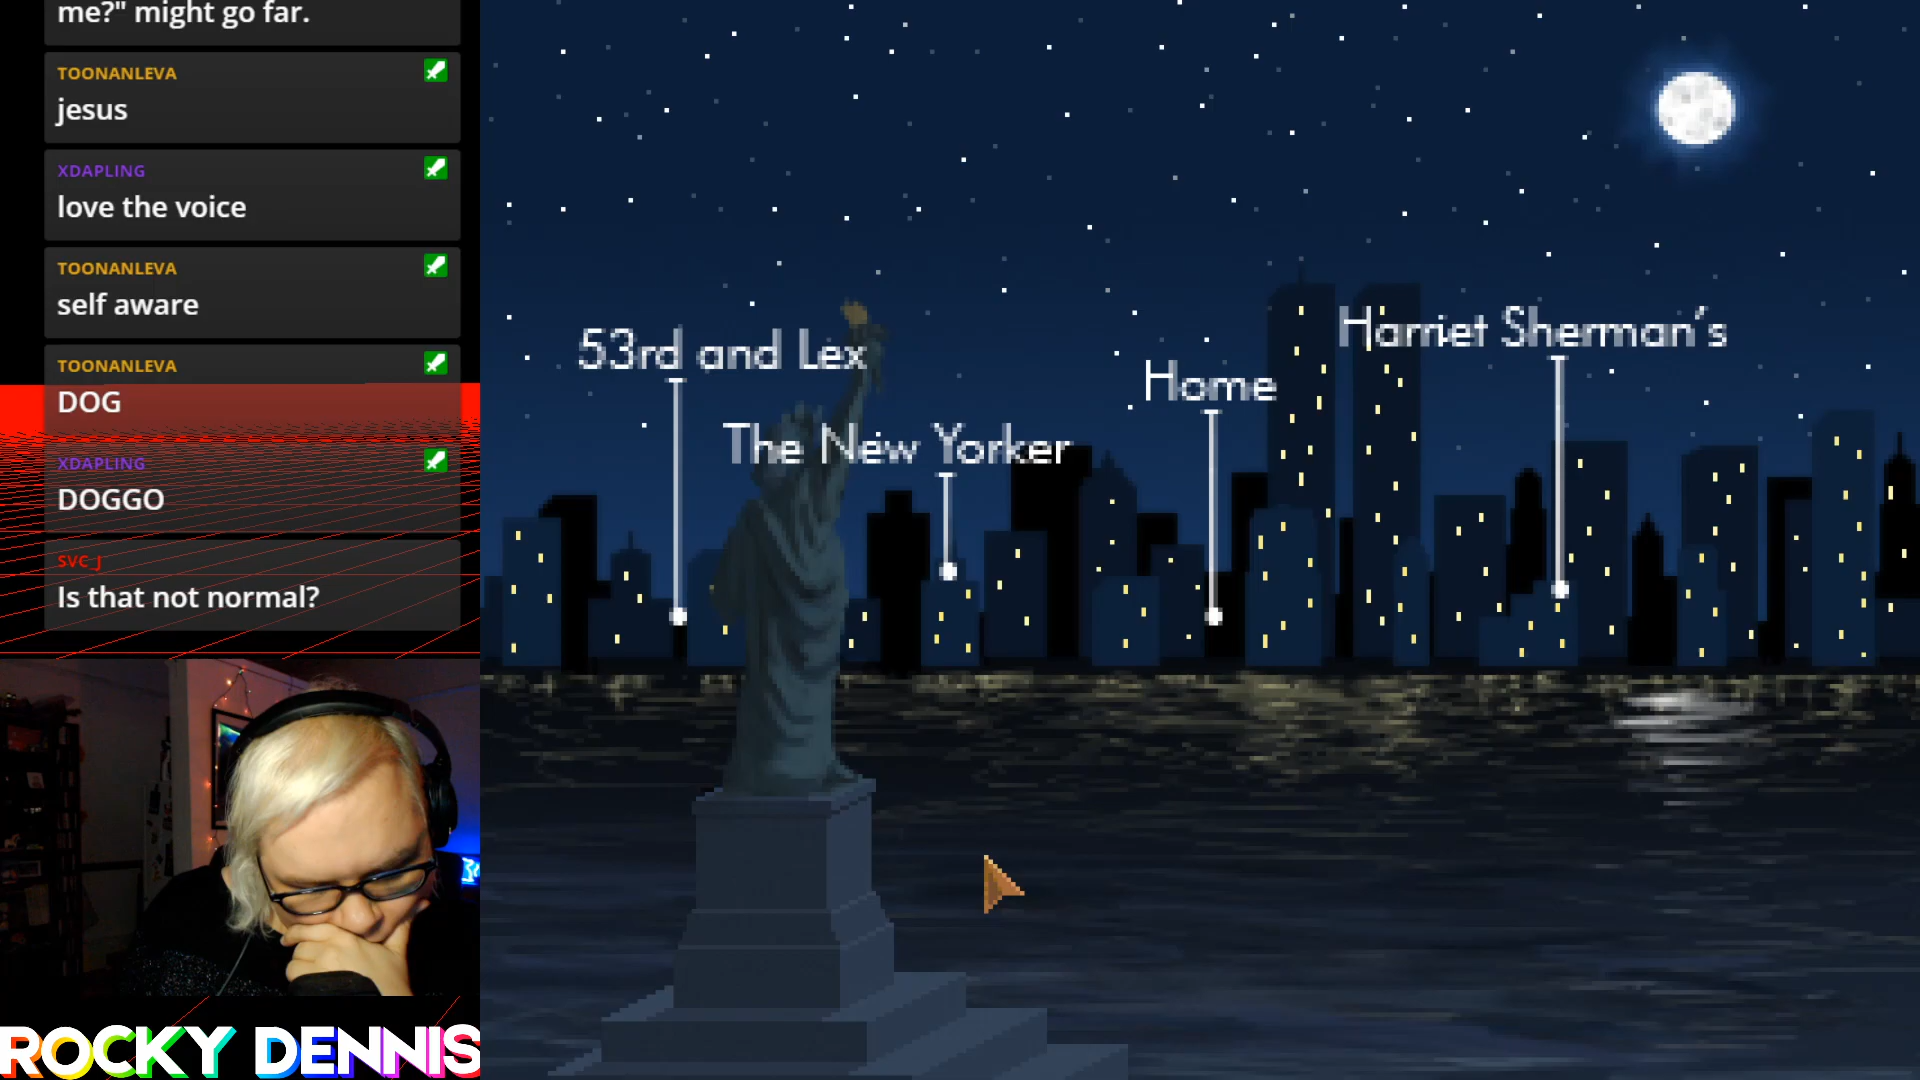 me?" might go far.
TOONANLEVA
jesus
XDAPLING
love the voice
TOONANLEVA
self aware
TOONANLEVA
DOG
XDAPLING
DOGGO
SVC_J
Is that not normal?
ROCKY DENNIS
53rd and Lex
The New Yorker
Home
Harriet Sherman's